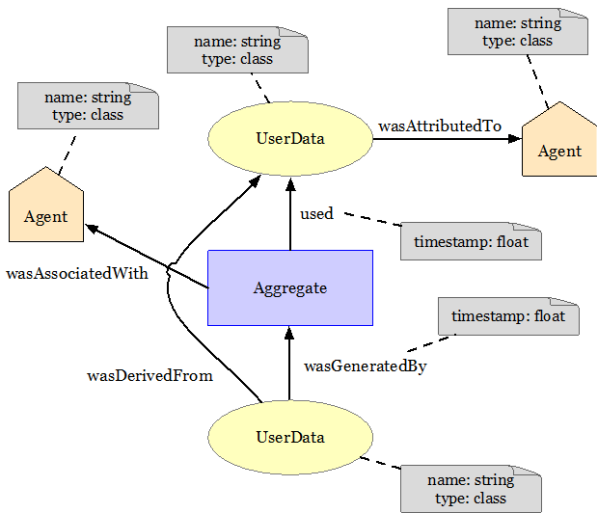 name: string
type: class
name: string
type: class
name: string
type: class
UserData
wasAttributedTo
Agent
Agent
used
timestamp: float
wasAssociatedWith
Aggregate
timestamp: float
wasGeneratedBy
wasDerivedFrom
UserData
name: string
type: class